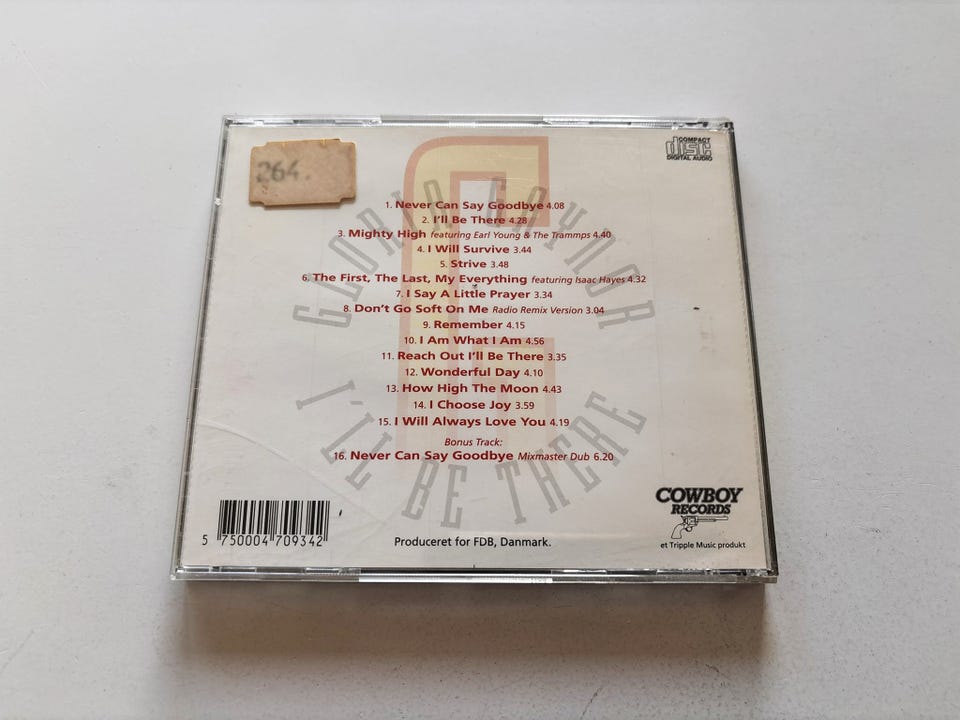 264.
COMPACT
disc
DIGITAL AUDIO
GLORIA GAYNOR
1. Never Can Say Goodbye 4.08
2. I'll Be There 4.28
3. Mighty High featuring Earl Young & The Trammps 4.40
4. I Will Survive 3.44
5. Strive 3.48
6. The First, The Last, My Everything featuring Isaac Hayes 4.32
7. I Say A Little Prayer 3.34
8. Don't Go Soft On Me Radio Remix Version 3.04
9. Remember 4.15
10. I Am What I Am 4.56
11. Reach Out I'll Be There 3.35
12. Wonderful Day 4.10
13. How High The Moon 4.43
14. I Choose Joy 3.59
15. I Will Always Love You 4.19
Bonus Track:
16. Never Can Say Goodbye Mixmaster Dub 6.20
I´LL BE THERE
COWBOY
RECORDS
et Tripple Music produkt
5 750004 709342
Produceret for FDB, Danmark.